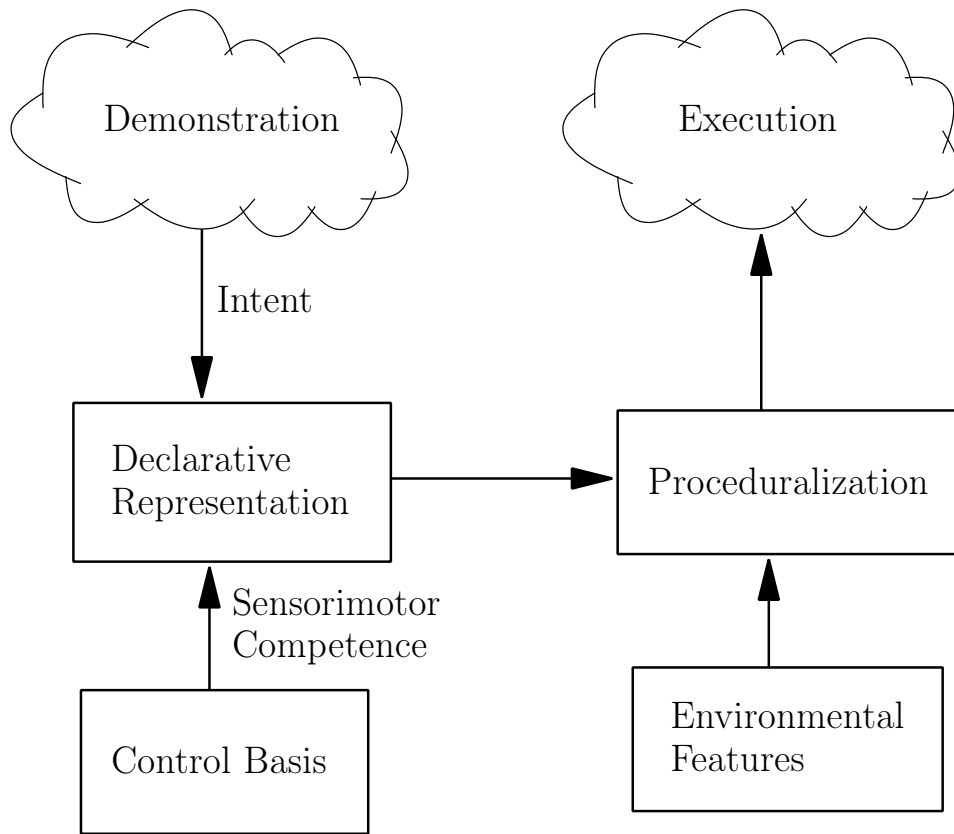 Demonstration
Execution
Intent
Declarative
Representation
Proceduralization
Sensorimotor
Competence
Control Basis
Environmental
Features